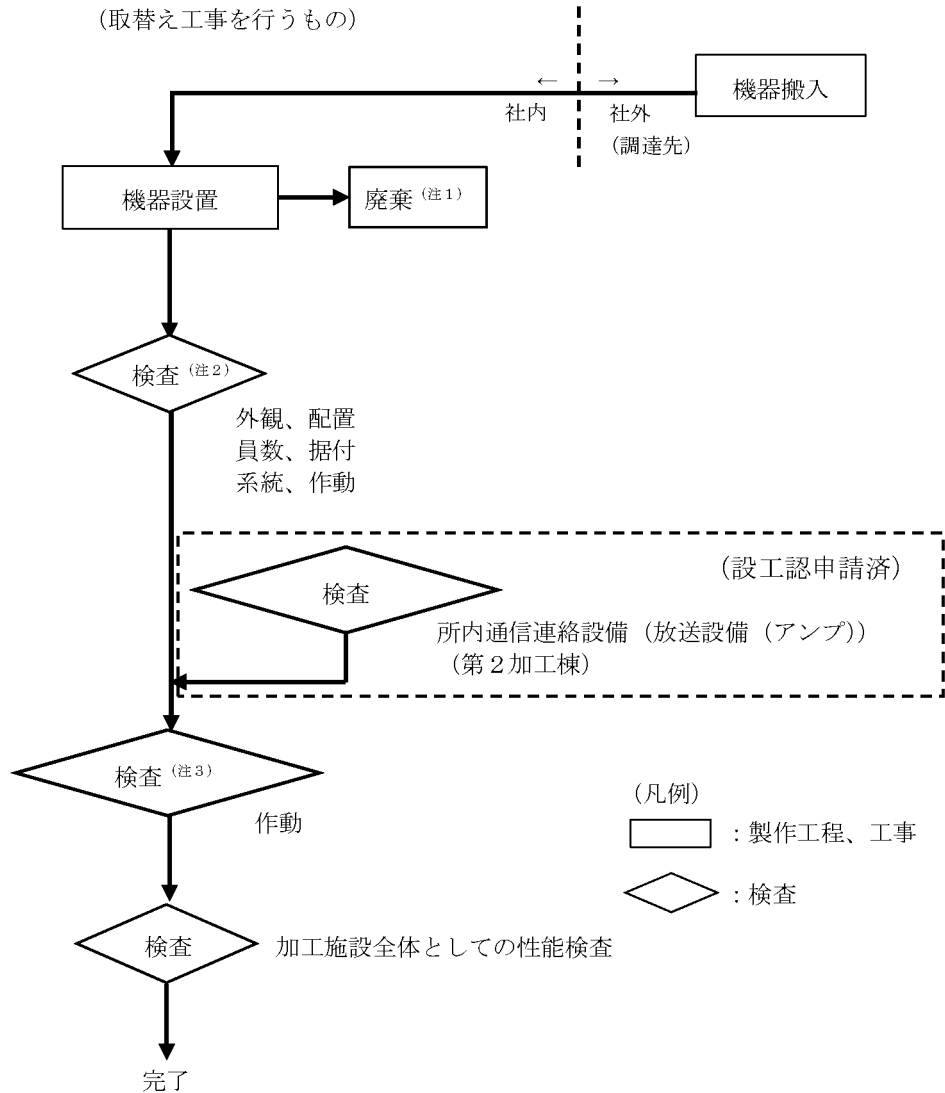 (取替え工事を行うもの)
← →
社内 社外
(調達先)
機器搬入
機器設置
廃棄(注1)
検査(注2)
外観、配置
員数、据付
系統、作動
(設工認申請済)
検査
所内通信連絡設備(放送設備(アンプ))
(第2加工棟)
検査(注3)
作動
(凡例)
:製作工程、工事
:検査
検査
加工施設全体としての性能検査
完了